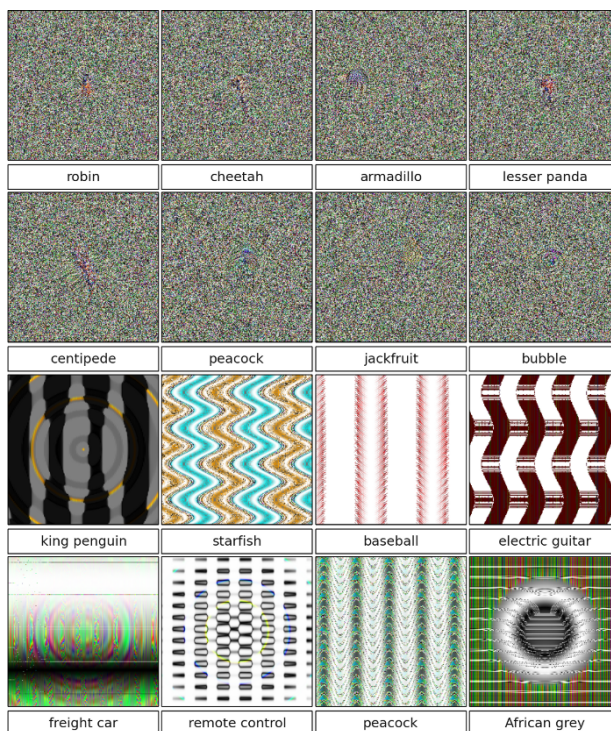 robin
cheetah
armadillo
lesser panda
centipede
peacock
jackfruit
bubble
king penguin
starfish
baseball
electric guitar
freight car
remote control
peacock
African grey